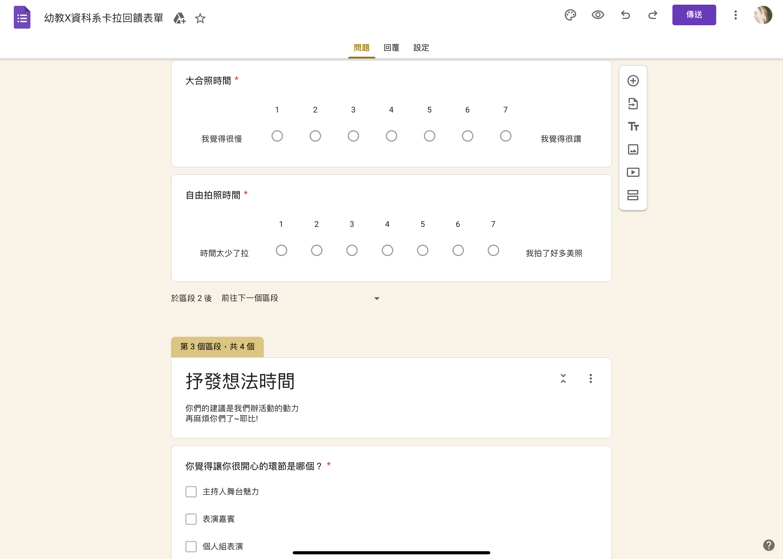 幼教X資科系卡拉回饋表單
傳送
問題 回覆 設定
大合照時間 *
1 2 3 4 5 6 7
我覺得很慢 我覺得很讚
自由拍照時間 *
1 2 3 4 5 6 7
時間太少了拉 我拍了好多美照
於區段 2 後 前往下一個區段
第 3 個區段，共 4 個
抒發想法時間
你們的建議是我們辦活動的動力
再麻煩你們了~耶比!
你覺得讓你很開心的環節是哪個？ *
主持人舞台魅力
表演嘉賓
個人組表演